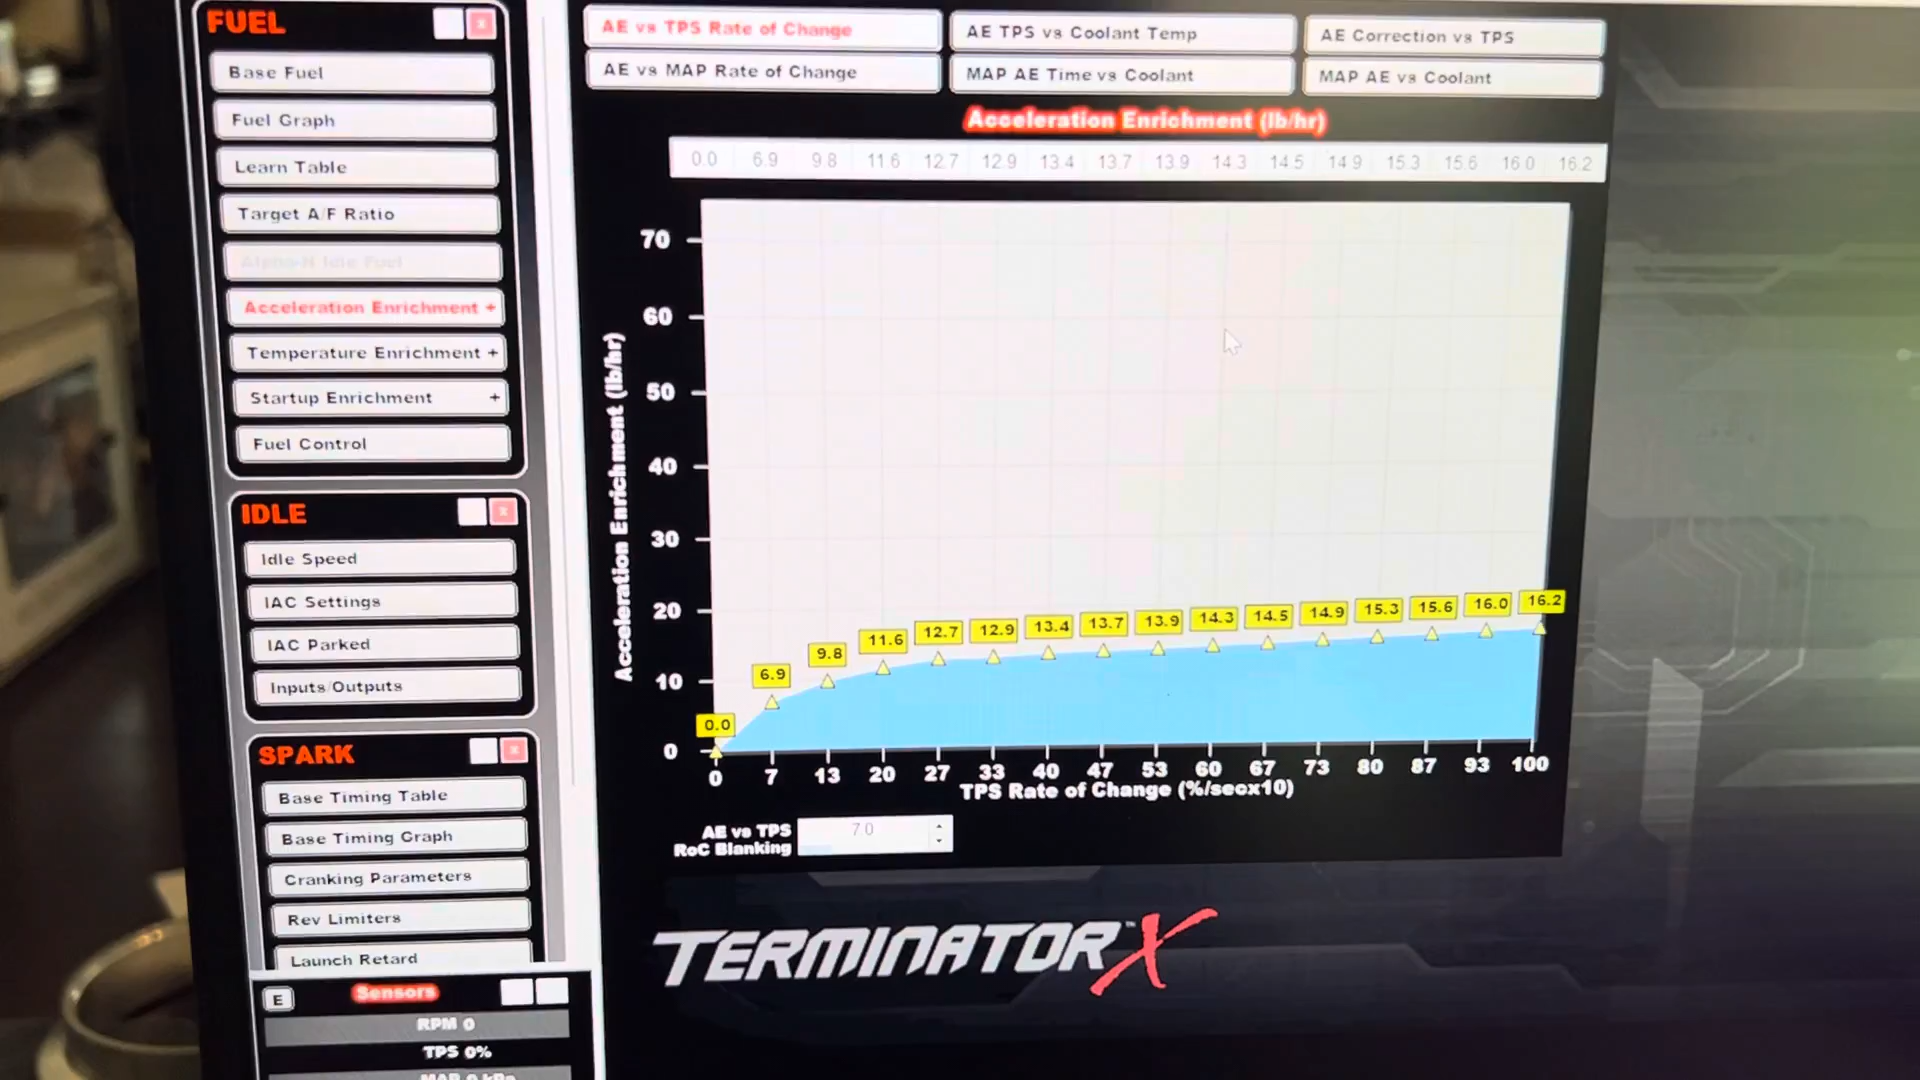 FUEL
x
Base Fuel
Fuel Graph
Learn Table
Target A/F Ratio
Alpha-N Idle Fuel
Acceleration Enrichment +
Temperature Enrichment +
Startup Enrichment +
Fuel Control
IDLE
x
Idle Speed
IAC Settings
IAC Parked
Inputs/Outputs
SPARK
x
Base Timing Table
Base Timing Graph
Cranking Parameters
Rev Limiters
Launch Retard
E
Sensors
RPM 0
TPS 0%
MAP 0 kPa
AE vs TPS Rate of Change
AE TPS vs Coolant Temp
AE Correction vs TPS
AE vs MAP Rate of Change
MAP AE Time vs Coolant
MAP AE vs Coolant
Acceleration Enrichment (lb/hr)
0.0 6.9 9.8 11.6 12.7 12.9 13.4 13.7 13.9 14.3 14.5 14.9 15.3 15.6 16.0 16.2
Acceleration Enrichment (lb/hr)
70
60
50
40
30
20
10
0
0.0 6.9 9.8 11.6 12.7 12.9 13.4 13.7 13.9 14.3 14.5 14.9 15.3 15.6 16.0 16.2
0 7 13 20 27 33 40 47 53 60 67 73 80 87 93 100
TPS Rate of Change (%/secx10)
AE vs TPS
RoC Blanking
7.0
TERMINATOR X
™